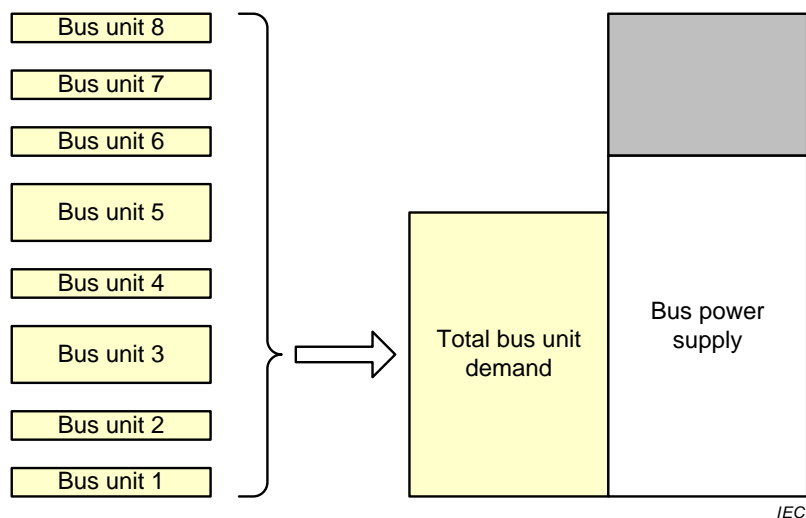 Bus unit 8
Bus unit 7
Bus unit 6
Bus unit 5
Bus unit 4
Bus unit 3
Bus unit 2
Bus unit 1
Total bus unit
demand
Bus power
supply
IEC